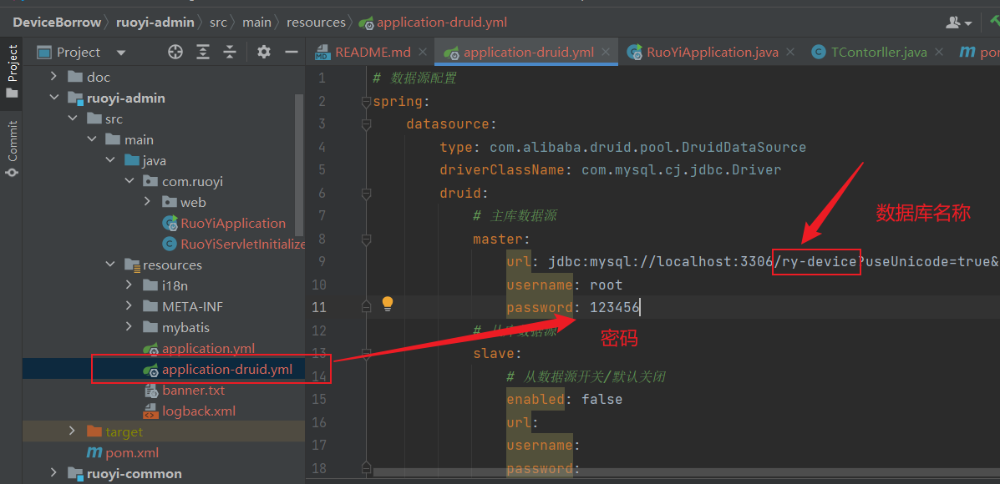 DeviceBorrow
ruoyi-admin
src
main
resources
application-druid.yml
Project
Commit
Project
README.md
application-druid.yml
RuoYiApplication.java
TContorller.java
pom
doc
ruoyi-admin
src
main
java
com.ruoyi
web
RuoYiApplication
RuoYiServletInitialize
resources
i18n
META-INF
mybatis
application.yml
application-druid.yml
banner.txt
logback.xml
target
pom.xml
ruoyi-common
1 # 数据源配置
2 spring:
3 datasource:
4 type: com.alibaba.druid.pool.DruidDataSource
5 driverClassName: com.mysql.cj.jdbc.Driver
6 druid:
7 # 主库数据源
8 master:
9 url: jdbc:mysql://localhost:3306/ry-device?useUnicode=true&
10 username: root
11 password: 123456
12 # 从库数据源
13 slave:
14 # 从数据源开关/默认关闭
15 enabled: false
16 url:
17 username:
18 password:
数据库名称
密码